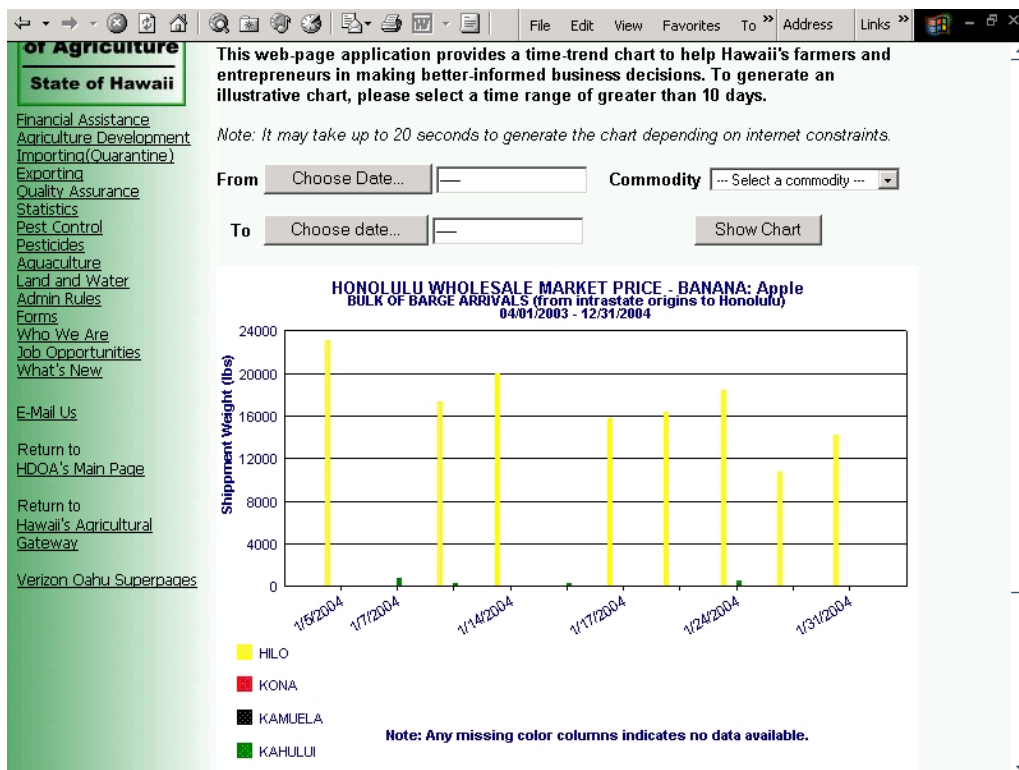 File Edit View Favorites To » Address Links »
of Agriculture
State of Hawaii
Financial Assistance
Agriculture Development
Importing(Quarantine)
Exporting
Quality Assurance
Statistics
Pest Control
Pesticides
Aquaculture
Land and Water
Admin Rules
Forms
Who We Are
Job Opportunities
What's New
E-Mail Us
Return to
HDOA's Main Page
Return to
Hawaii's Agricultural
Gateway
Verizon Oahu Superpages
This web-page application provides a time-trend chart to help Hawaii's farmers and
entrepreneurs in making better-informed business decisions. To generate an
illustrative chart, please select a time range of greater than 10 days.
Note: It may take up to 20 seconds to generate the chart depending on internet constraints.
From Choose Date... Commodity --- Select a commodity ---
To Choose date... Show Chart
HONOLULU WHOLESALE MARKET PRICE - BANANA: Apple
BULK OF BARGE ARRIVALS (from intrastate origins to Honolulu)
04/01/2003 - 12/31/2004
Shippment Weight (lbs)
24000
20000
16000
12000
8000
4000
0
1/5/2004 1/7/2004 1/14/2004 1/17/2004 1/24/2004 1/31/2004
HILO
KONA
KAMUELA
KAHULUI
Note: Any missing color columns indicates no data available.